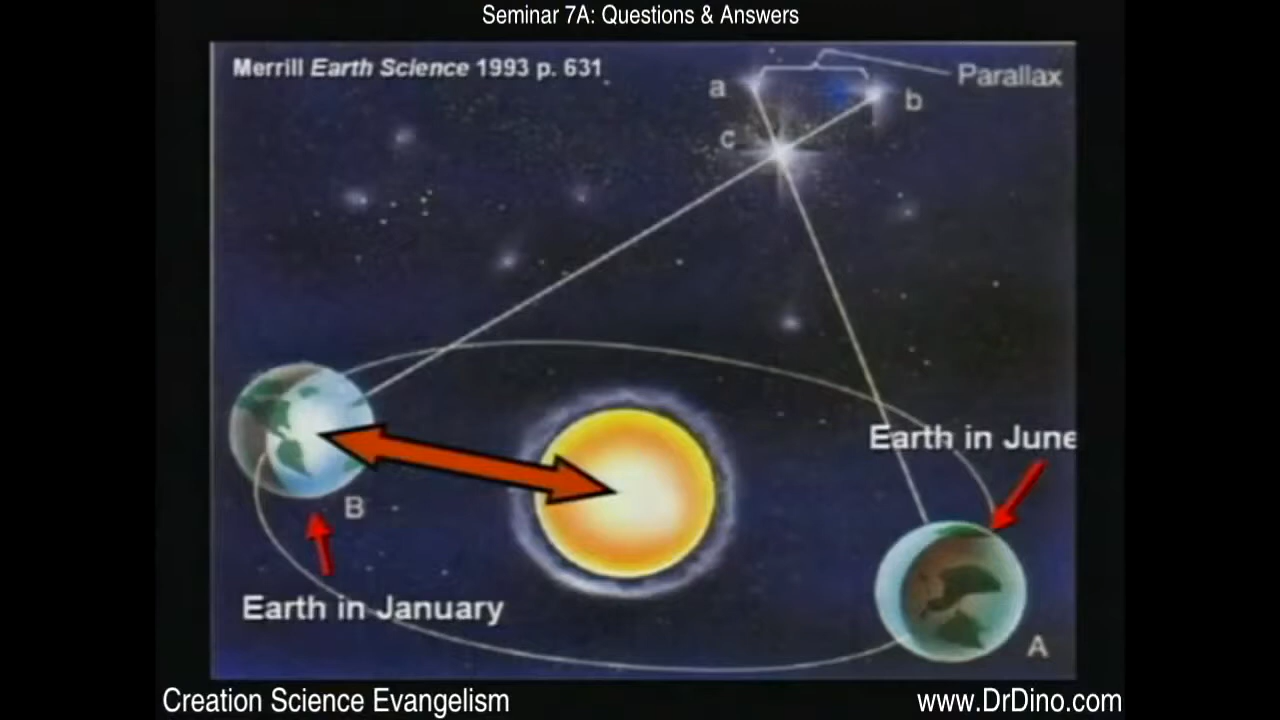 Seminar 7A: Questions & Answers
Merrill Earth Science 1993 p. 631
Parallax
a
b
c
Earth in June
B
Earth in January
A
Creation Science Evangelism
www.DrDino.com